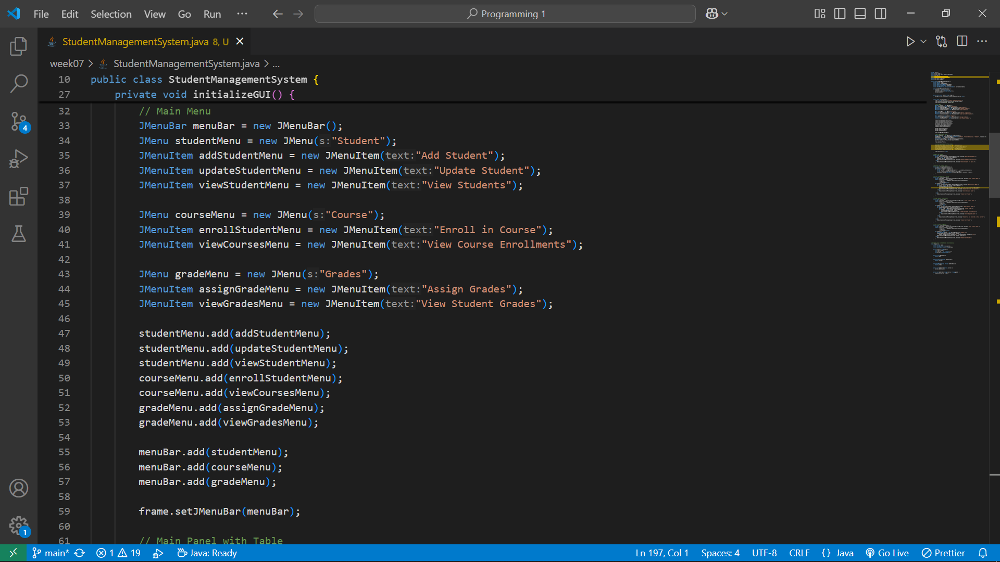 File Edit Selection View Go Run ··· Programming 1
StudentManagementSystem.java 8, U
week07 > StudentManagementSystem.java > ...
10 public class StudentManagementSystem {
27 private void initializeGUI() {
32 // Main Menu
33 JMenuBar menuBar = new JMenuBar();
34 JMenu studentMenu = new JMenu(s:"Student");
35 JMenuItem addStudentMenu = new JMenuItem(text:"Add Student");
36 JMenuItem updateStudentMenu = new JMenuItem(text:"Update Student");
37 JMenuItem viewStudentMenu = new JMenuItem(text:"View Students");
38
39 JMenu courseMenu = new JMenu(s:"Course");
40 JMenuItem enrollStudentMenu = new JMenuItem(text:"Enroll in Course");
41 JMenuItem viewCoursesMenu = new JMenuItem(text:"View Course Enrollments");
42
43 JMenu gradeMenu = new JMenu(s:"Grades");
44 JMenuItem assignGradeMenu = new JMenuItem(text:"Assign Grades");
45 JMenuItem viewGradesMenu = new JMenuItem(text:"View Student Grades");
46
47 studentMenu.add(addStudentMenu);
48 studentMenu.add(updateStudentMenu);
49 studentMenu.add(viewStudentMenu);
50 courseMenu.add(enrollStudentMenu);
51 courseMenu.add(viewCoursesMenu);
52 gradeMenu.add(assignGradeMenu);
53 gradeMenu.add(viewGradesMenu);
54
55 menuBar.add(studentMenu);
56 menuBar.add(courseMenu);
57 menuBar.add(gradeMenu);
58
59 frame.setJMenuBar(menuBar);
60
61 // Main Panel with Table
4
1
main* 1 19 Java: Ready Ln 197, Col 1 Spaces: 4 UTF-8 CRLF {} Java Go Live Prettier